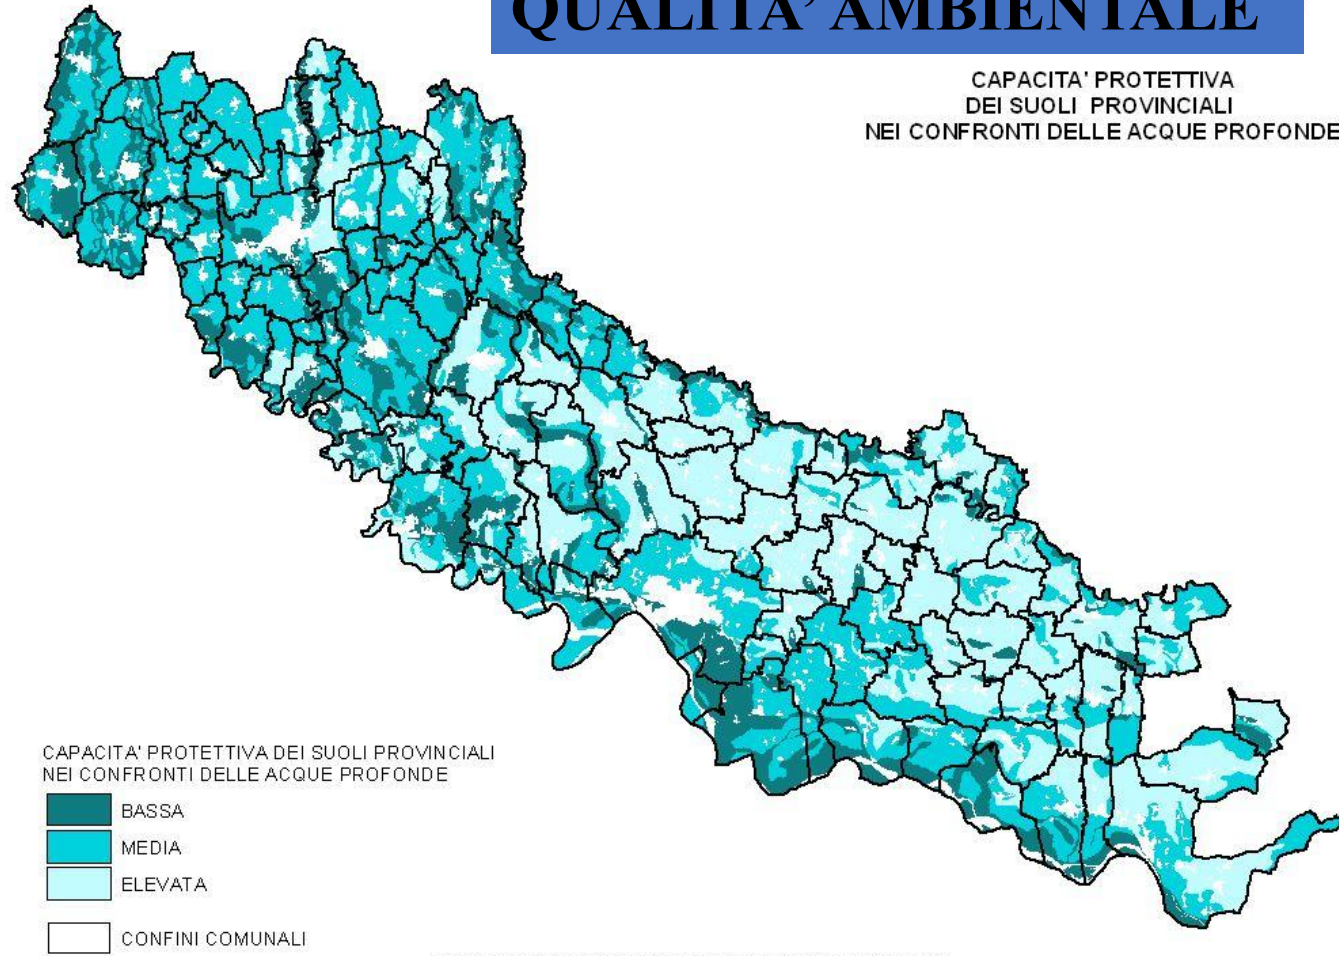 QUALITA’ AMBIENTALE
CAPACITA' PROTETTIVA
DEI SUOLI PROVINCIALI
NEI CONFRONTI DELLE ACQUE PROFONDE
CAPACITA' PROTETTIVA DEI SUOLI PROVINCIALI
NEI CONFRONTI DELLE ACQUE PROFONDE
BASSA
MEDIA
ELEVATA
CONFINI COMUNALI